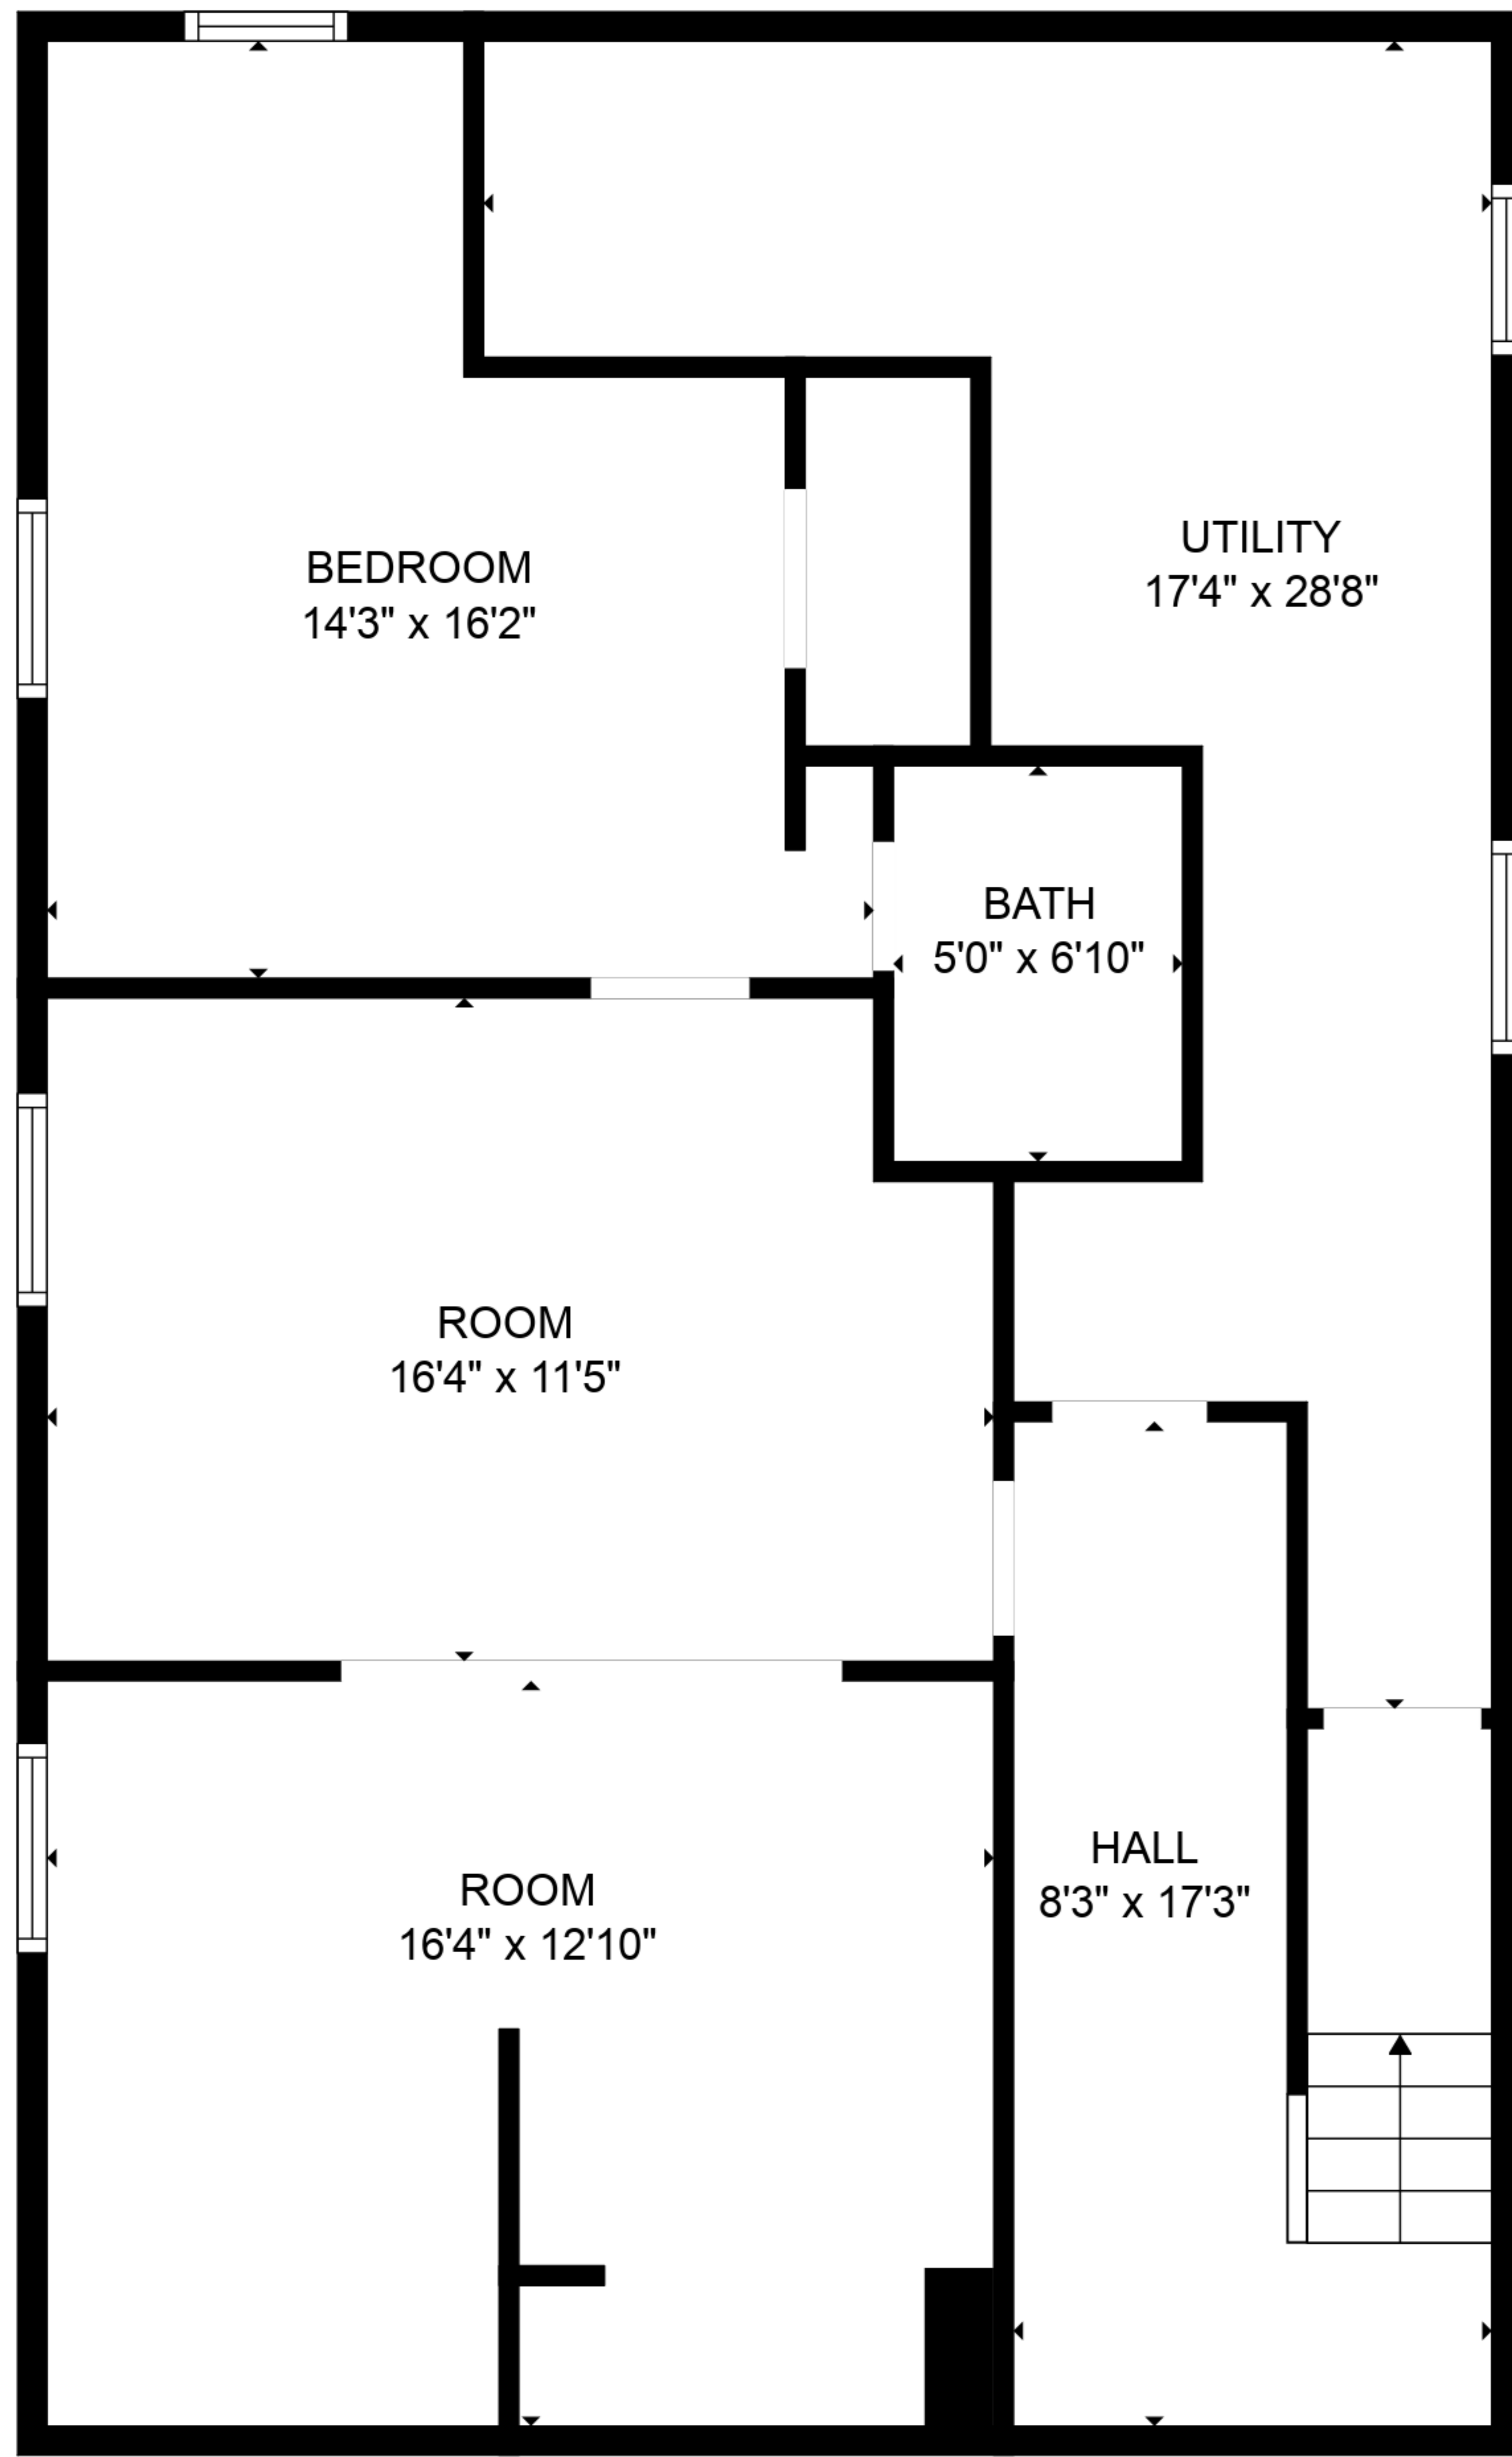 UTILITY
17'4" x 28'8"
BEDROOM
14'3" x 16'2"
BATH
5'0" x 6'10"
ROOM
16'4" x 11'5"
HALL
8'3" x 17'3"
ROOM
16'4" x 12'10"